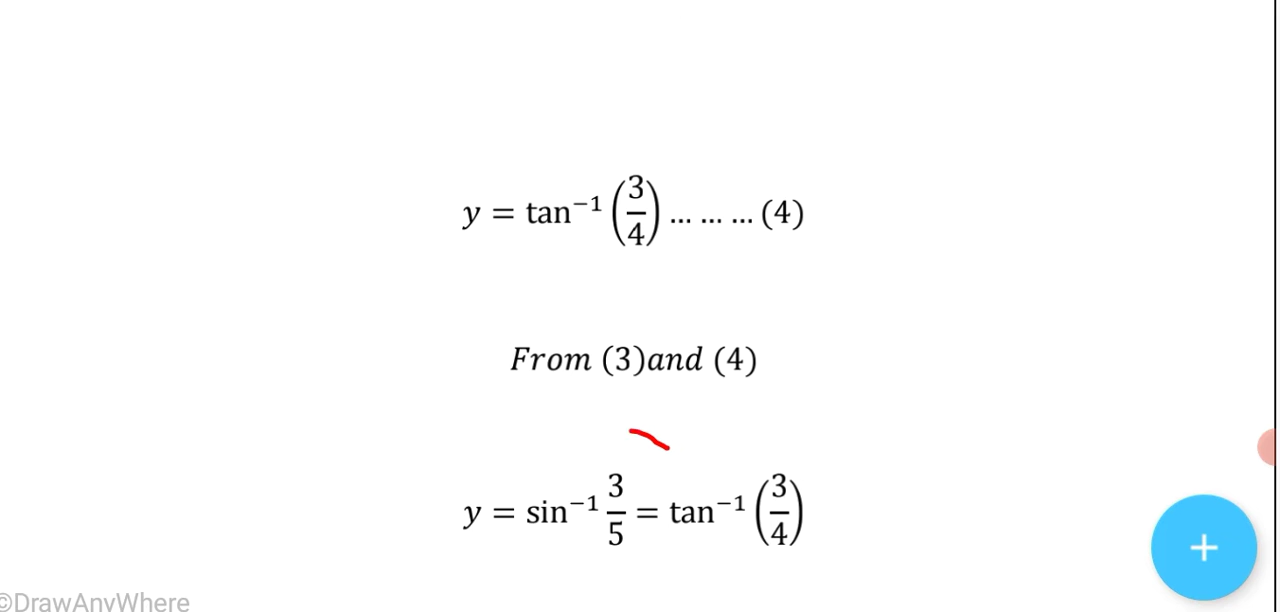 y = tan⁻¹ (3/4) ... ... ... (4)
From (3)and (4)
y = sin⁻¹ 3/5 = tan⁻¹ (3/4)
©DrawAnyWhere